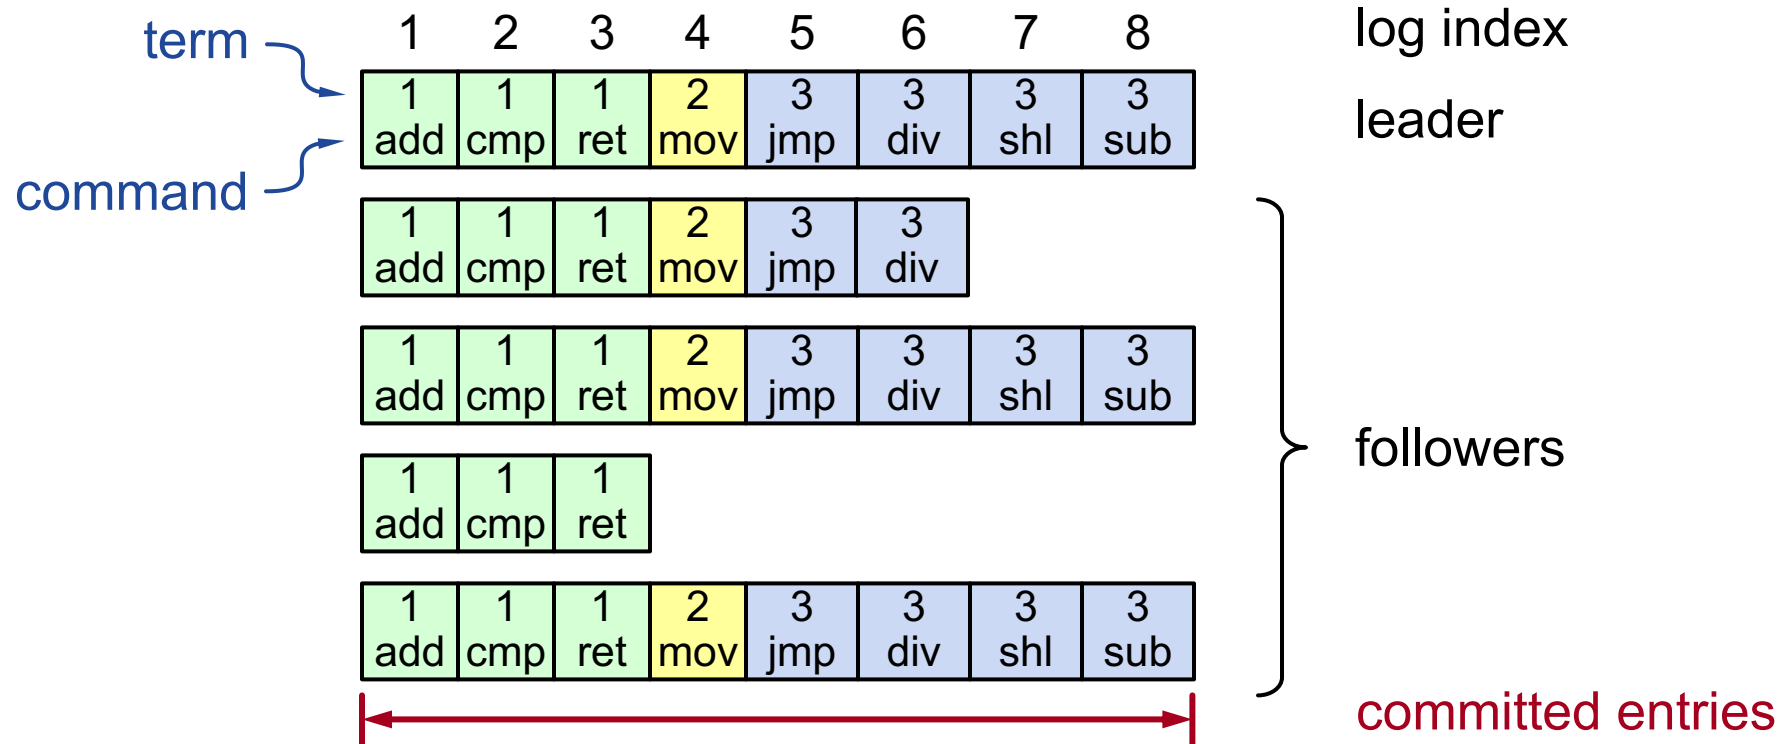 term
command
1 2 3 4 5 6 7 8 log index
1 1 1 2 3 3 3 3
add cmp ret mov jmp div shl sub
leader
1 1 1 2 3 3
add cmp ret mov jmp div
1 1 1 2 3 3 3 3
add cmp ret mov jmp div shl sub
followers
1 1 1
add cmp ret
1 1 1 2 3 3 3 3
add cmp ret mov jmp div shl sub
committed entries